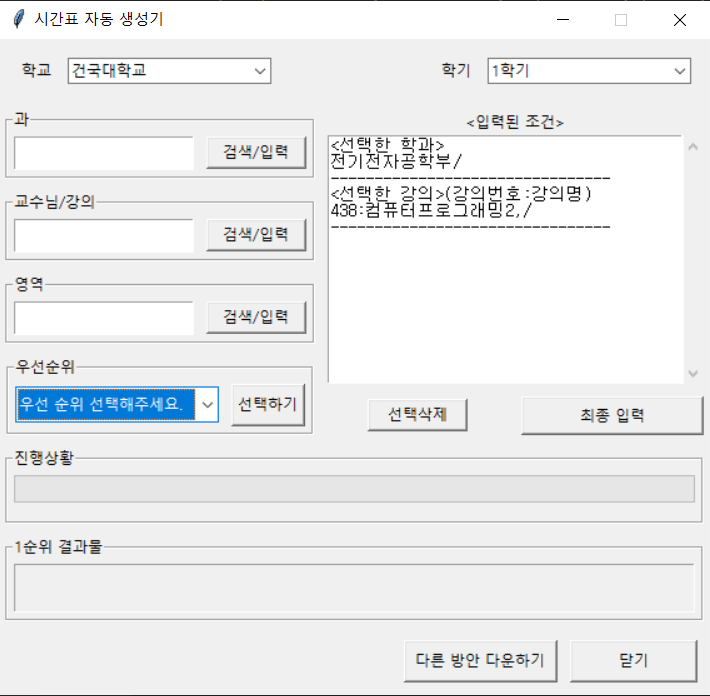 시간표 자동 생성기
학교 건국대학교 학기 1학기
과
검색/입력
교수님/강의
검색/입력
영역
검색/입력
우선순위
우선 순위 선택해주세요. 선택하기
<입력된 조건>
<선택한 학과>
전기전자공학부/
--------------------------------
<선택한 강의>(강의번호:강의명)
438:컴퓨터프로그래밍2,/
--------------------------------
선택삭제 최종 입력
진행상황
1순위 결과물
다른 방안 다운하기 닫기